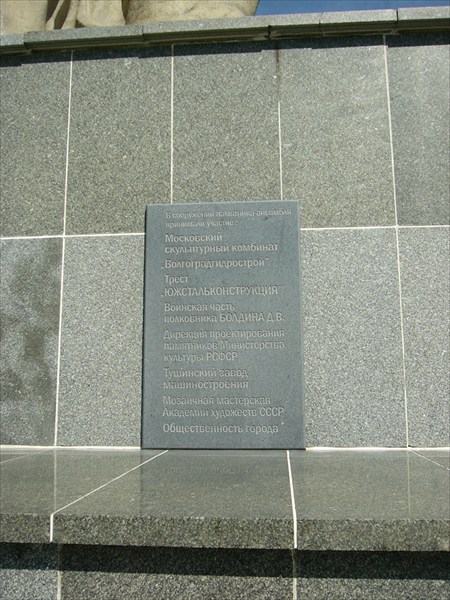 В сооружении памятника-ансамбля
принимали участие:
Московский
скульптурный комбинат
„Волгоградгидрострой"
Трест
„ЮЖСТАЛЬКОНСТРУКЦИЯ"
Воинская часть
полковника БОЛДИНА Д.В.
Дирекция проектирования
памятников Министерства
культуры РСФСР
Тушинский завод
машиностроения
Мозаичная мастерская
Академии художеств СССР
Общественность города